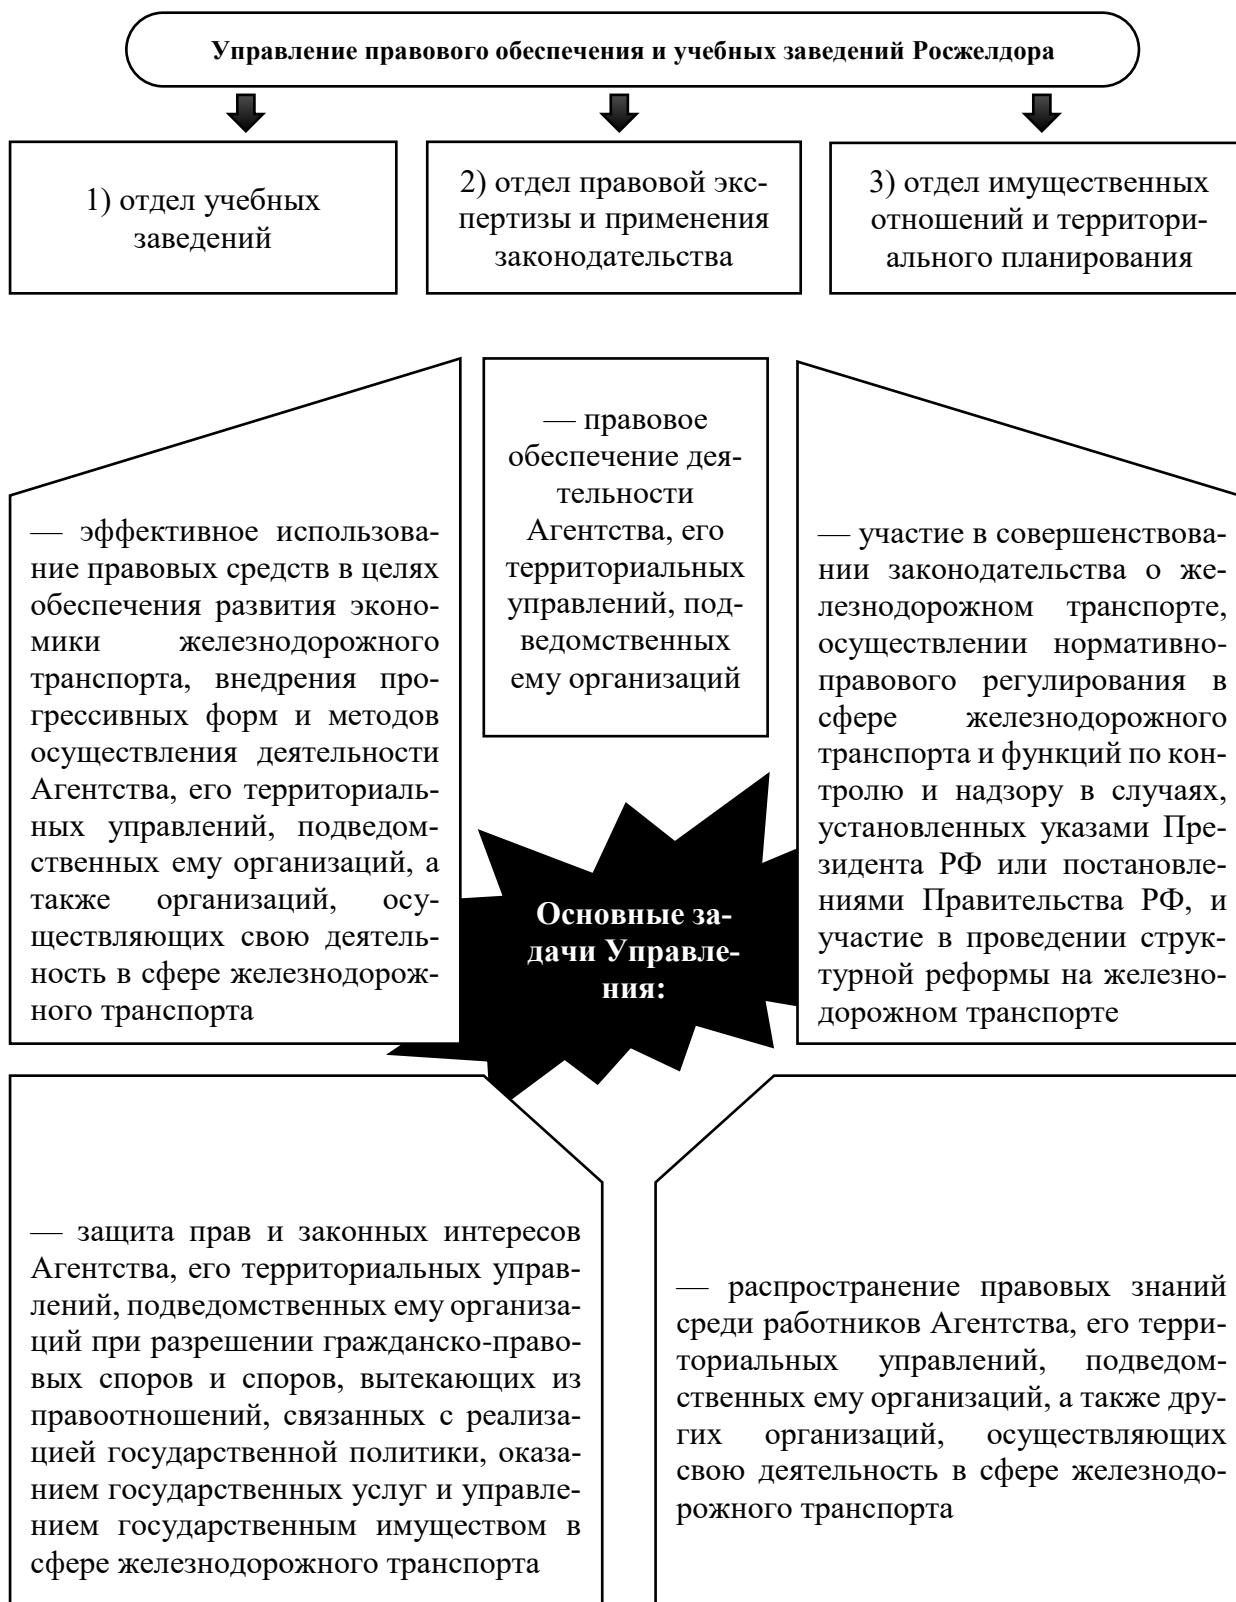 Управление правового обеспечения и учебных заведений Росжелдора
1) отдел учебных
заведений
2) отдел правовой экс-
пертизы и применения
законодательства
3) отдел имущественных
отношений и территори-
ального планирования
— эффективное использова-
ние правовых средств в целях
обеспечения развития эконо-
мики железнодорожного
транспорта, внедрения про-
грессивных форм и методов
осуществления деятельности
Агентства, его территориаль-
ных управлений, подведом-
ственных ему организаций, а
также организаций, осу-
ществляющих свою деятель-
ность в сфере железнодорож-
ного транспорта
— правовое
обеспечение дея-
тельности
Агентства, его
территориальных
управлений, под-
ведомственных
ему организаций
— участие в совершенствова-
нии законодательства о же-
лезнодорожном транспорте,
осуществлении нормативно-
правового регулирования в
сфере железнодорожного
транспорта и функций по кон-
тролю и надзору в случаях,
установленных указами Пре-
зидента РФ или постановле-
ниями Правительства РФ, и
участие в проведении струк-
турной реформы на железно-
дорожном транспорте
Основные за-
дачи Управле-
ния:
— защита прав и законных интересов
Агентства, его территориальных управ-
лений, подведомственных ему организа-
ций при разрешении гражданско-право-
вых споров и споров, вытекающих из
правоотношений, связанных с реализа-
цией государственной политики, оказа-
нием государственных услуг и управле-
нием государственным имуществом в
сфере железнодорожного транспорта
— распространение правовых знаний
среди работников Агентства, его терри-
ториальных управлений, подведом-
ственных ему организаций, а также дру-
гих организаций, осуществляющих
свою деятельность в сфере железнодо-
рожного транспорта